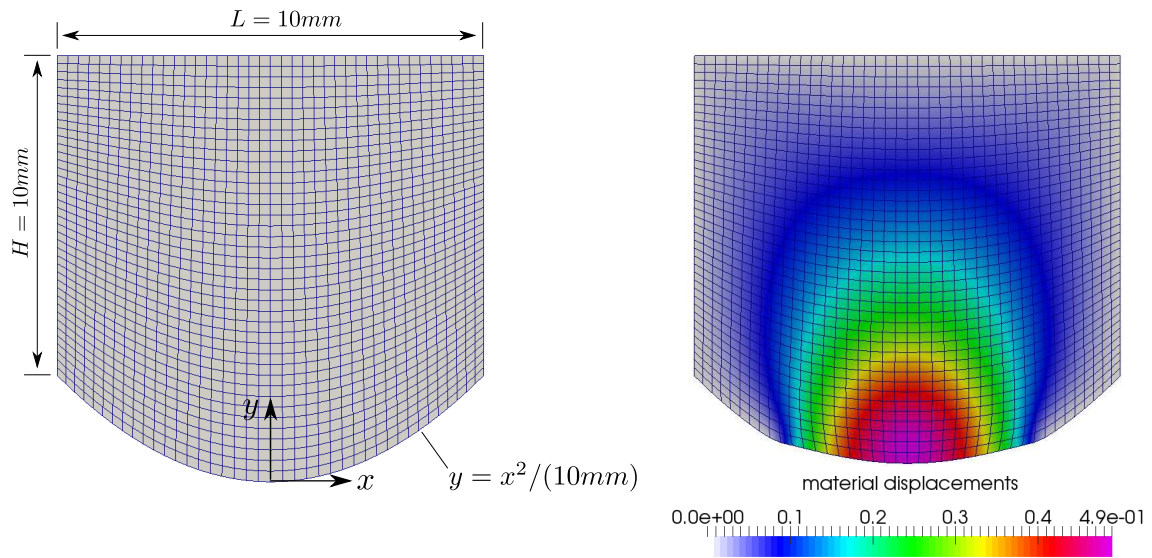 L = 10mm
H = 10mm
y
x
y = x²/(10mm)
material displacements
0.0e+00 0.1 0.2 0.3 0.4 4.9e-01